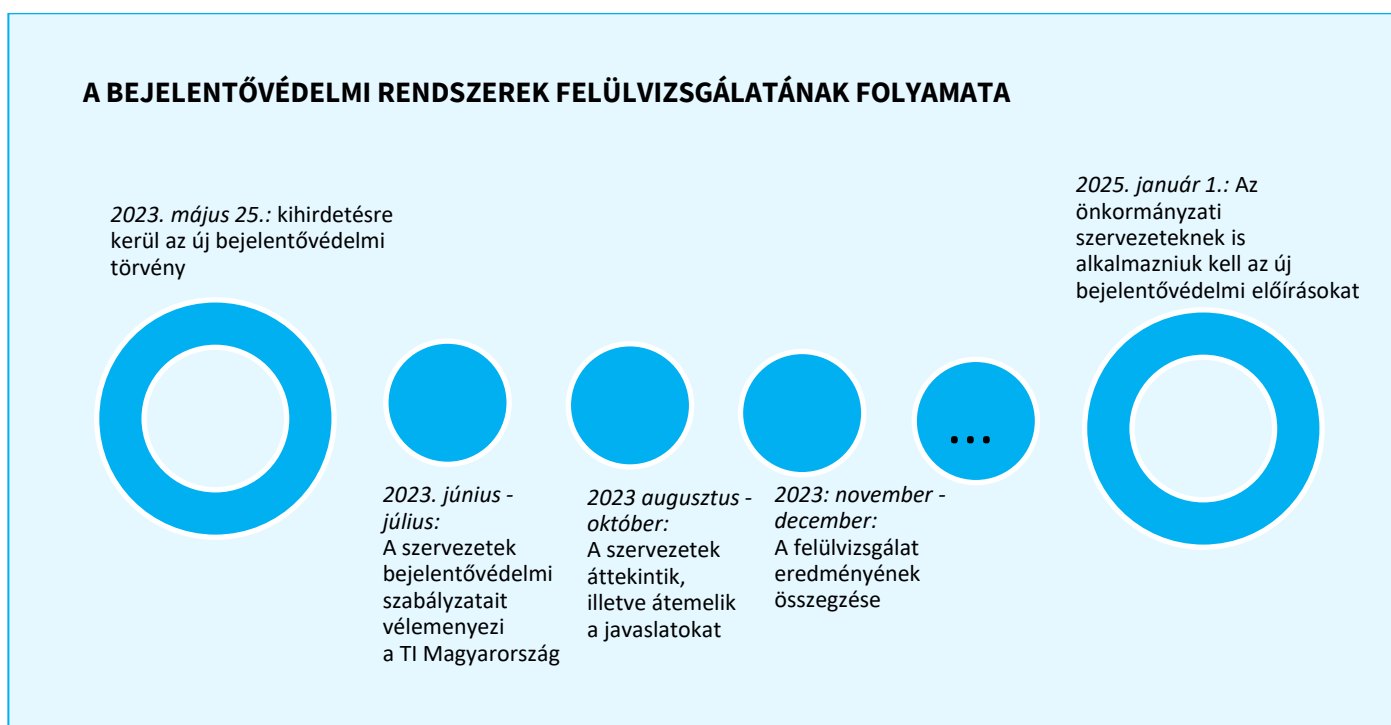 A BEJELENTŐVÉDELMI RENDSZEREK FELÜLVIZSGÁLATÁNAK FOLYAMATA
2023. május 25.: kihirdetésre
kerül az új bejelentővédelmi
törvény
2023. június -
július:
A szervezetek
bejelentővédelmi
szabályzatait
véleményezi
a TI Magyarország
2023 augusztus -
október:
A szervezetek
áttekintik,
illetve átemelik
a javaslatokat
2023: november -
december:
A felülvizsgálat
eredményének
összegzése
...
2025. január 1.: Az
önkormányzati
szervezeteknek is
alkalmazniuk kell az új
bejelentővédelmi előírásokat